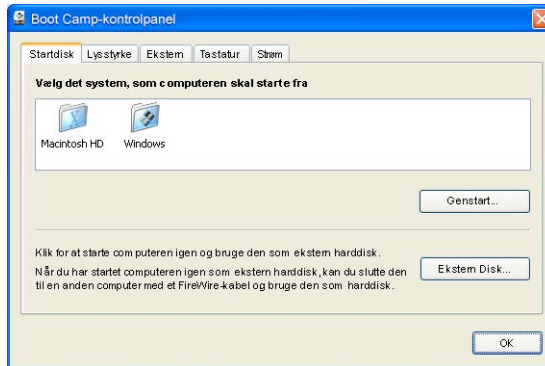 Boot Camp-kontrolpanel
Startdisk Lysstyrke Ekstern Tastatur Strøm
Vælg det system, som computeren skal starte fra
Macintosh HD Windows
Genstart...
Klik for at starte computeren igen og bruge den som ekstern harddisk.
Når du har startet computeren igen som ekstern harddisk, kan du slutte den
til en anden computer med et FireWire-kabel og bruge den som harddisk.
Ekstern Disk...
OK